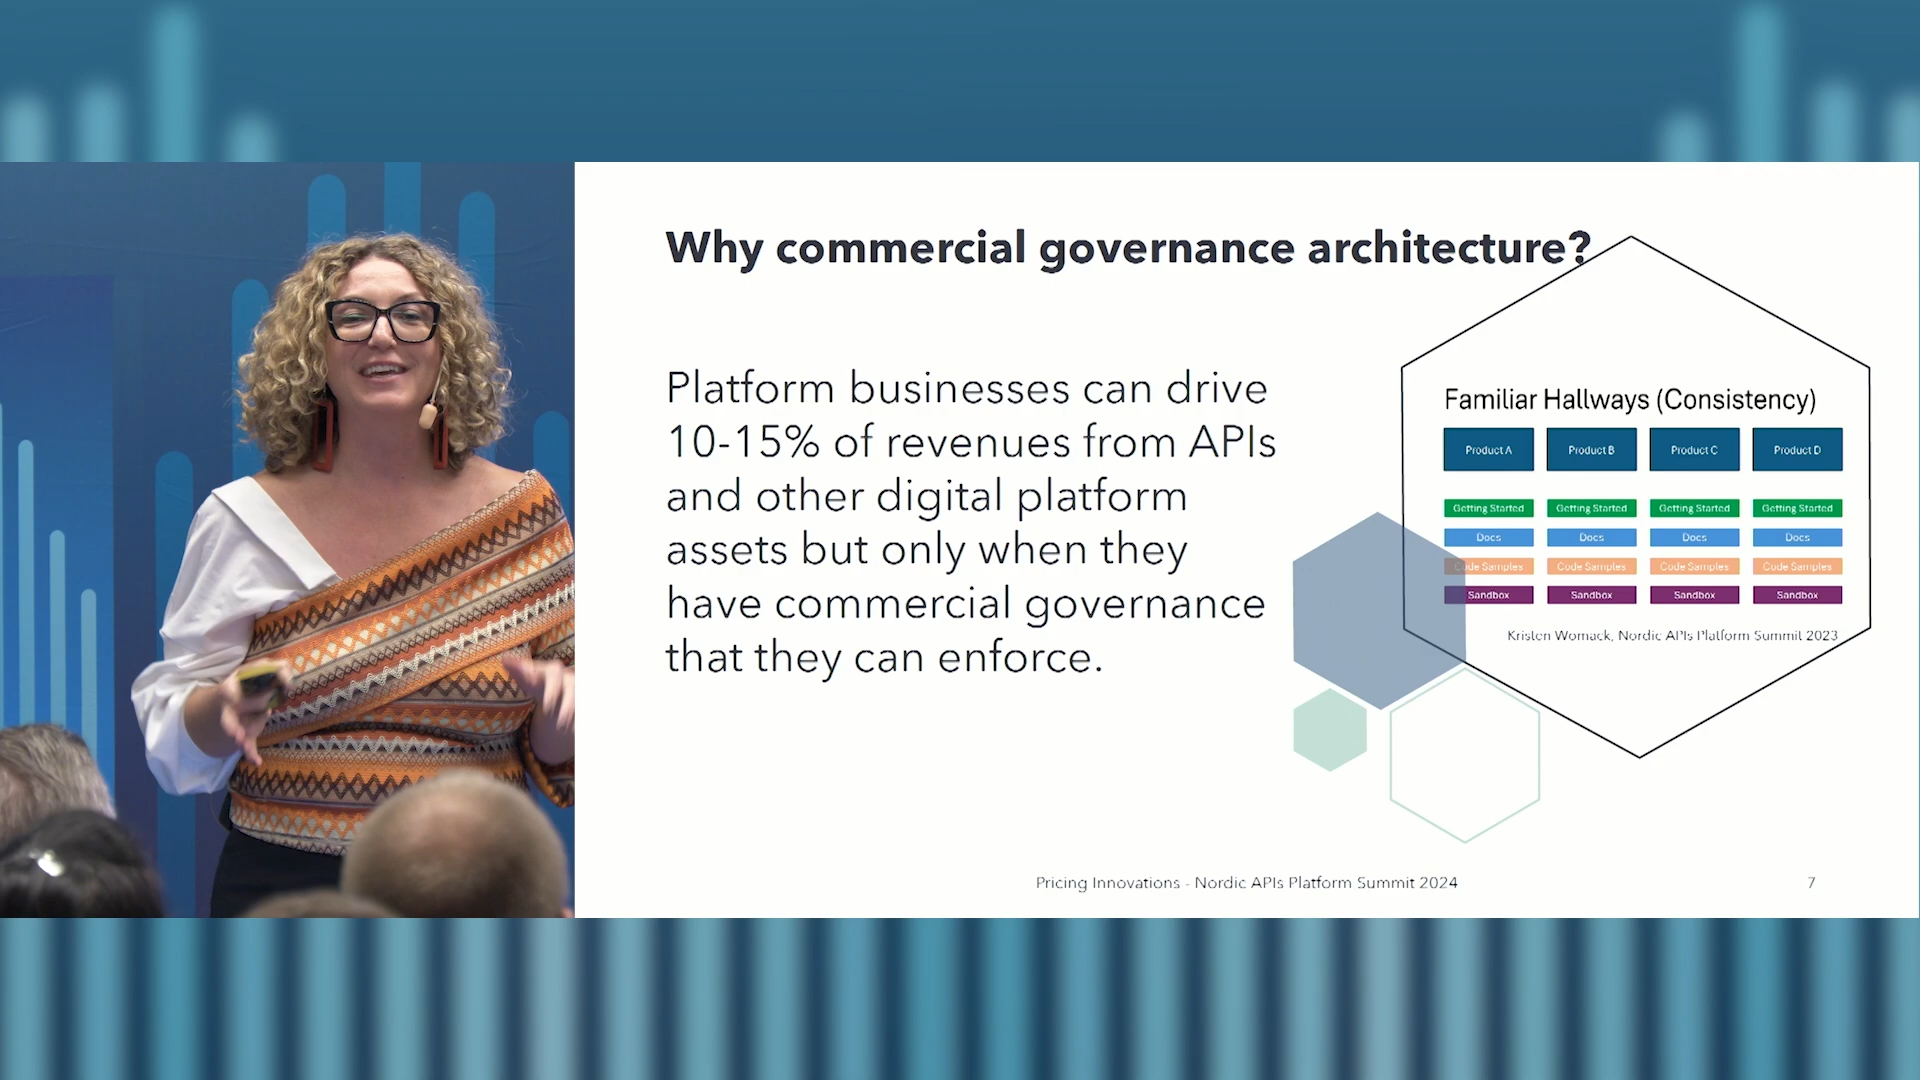 Why commercial governance architecture?
Platform businesses can drive
10-15% of revenues from APIs
and other digital platform
assets but only when they
have commercial governance
that they can enforce.
Familiar Hallways (Consistency)
Product A Product B Product C Product D
Getting Started Getting Started Getting Started Getting Started
Docs Docs Docs Docs
Code Samples Code Samples Code Samples Code Samples
Sandbox Sandbox Sandbox Sandbox
Kristen Womack, Nordic APIs Platform Summit 2023
Pricing Innovations - Nordic APIs Platform Summit 2024
7